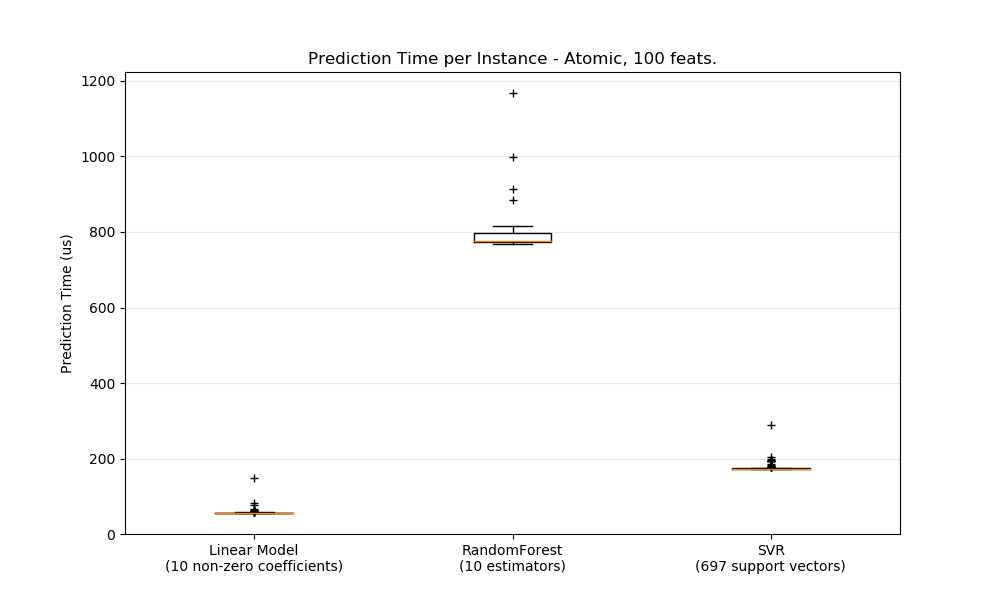 Prediction Time per Instance - Atomic, 100 feats.
Prediction Time (us)
1200
1000
800
600
400
200
0
Linear Model
(10 non-zero coefficients)
RandomForest
(10 estimators)
SVR
(697 support vectors)